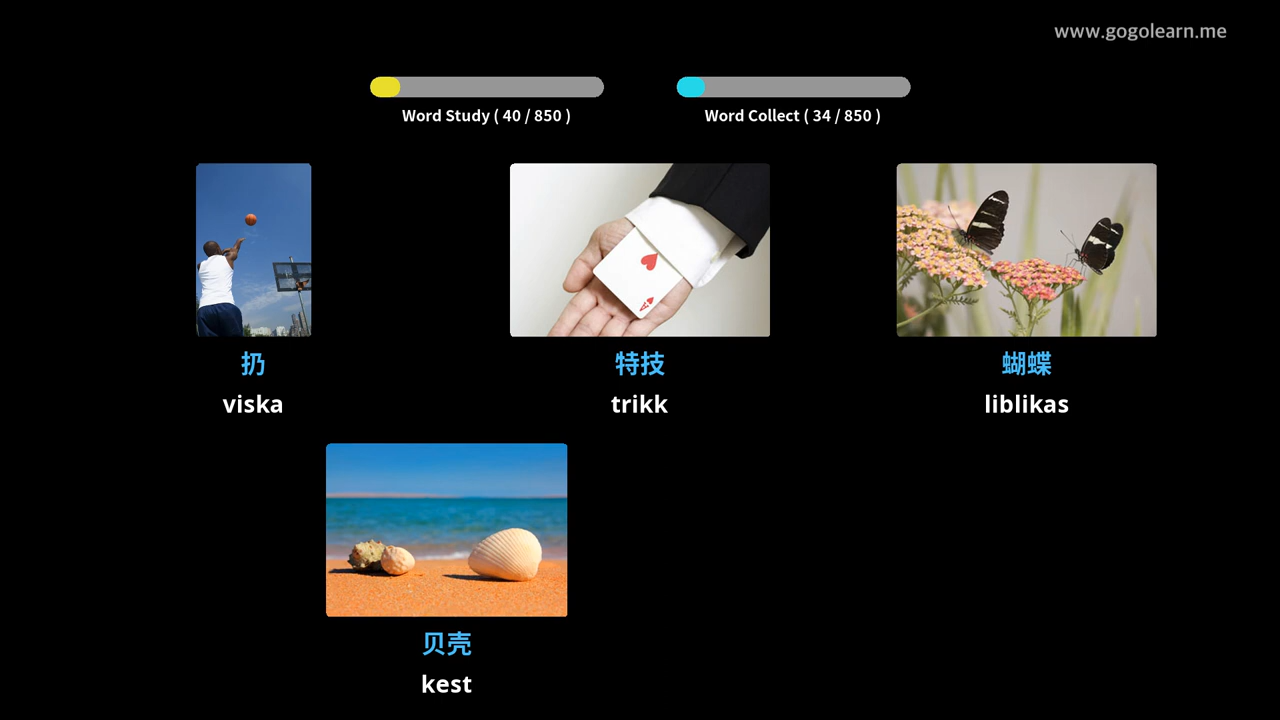 www.gogolearn.me
Word Study ( 40 / 850 )
Word Collect ( 34 / 850 )
扔
viska
特技
trikk
蝴蝶
liblikas
贝壳
kest